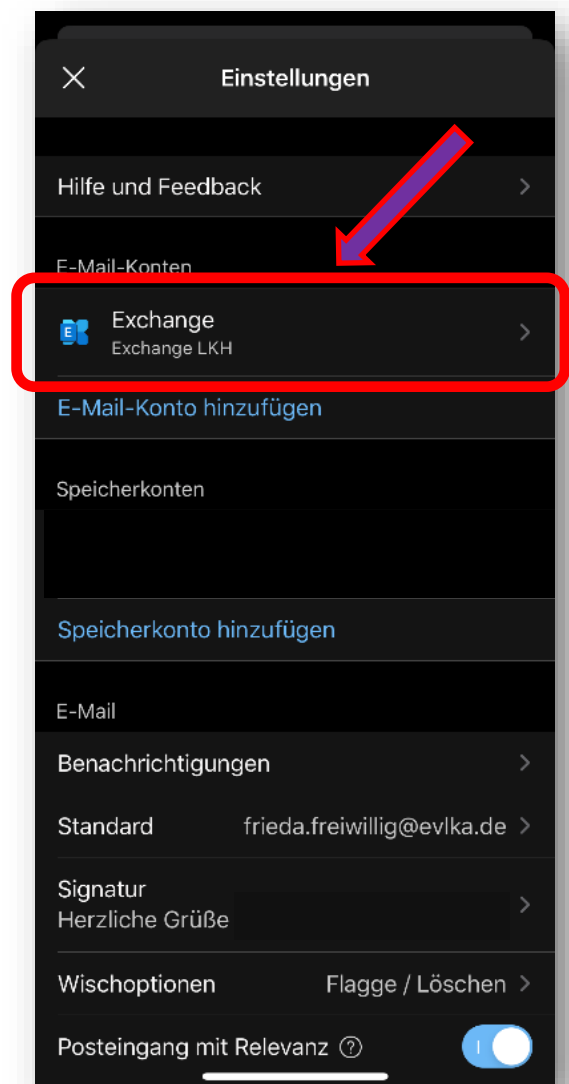 Einstellungen
Hilfe und Feedback
E-Mail-Konten
E
Exchange
Exchange LKH
E-Mail-Konto hinzufügen
Speicherkonten
Speicherkonto hinzufügen
E-Mail
Benachrichtigungen
Standard frieda.freiwillig@evlka.de
Signatur
Herzliche Grüße
Wischoptionen Flagge / Löschen
Posteingang mit Relevanz ?